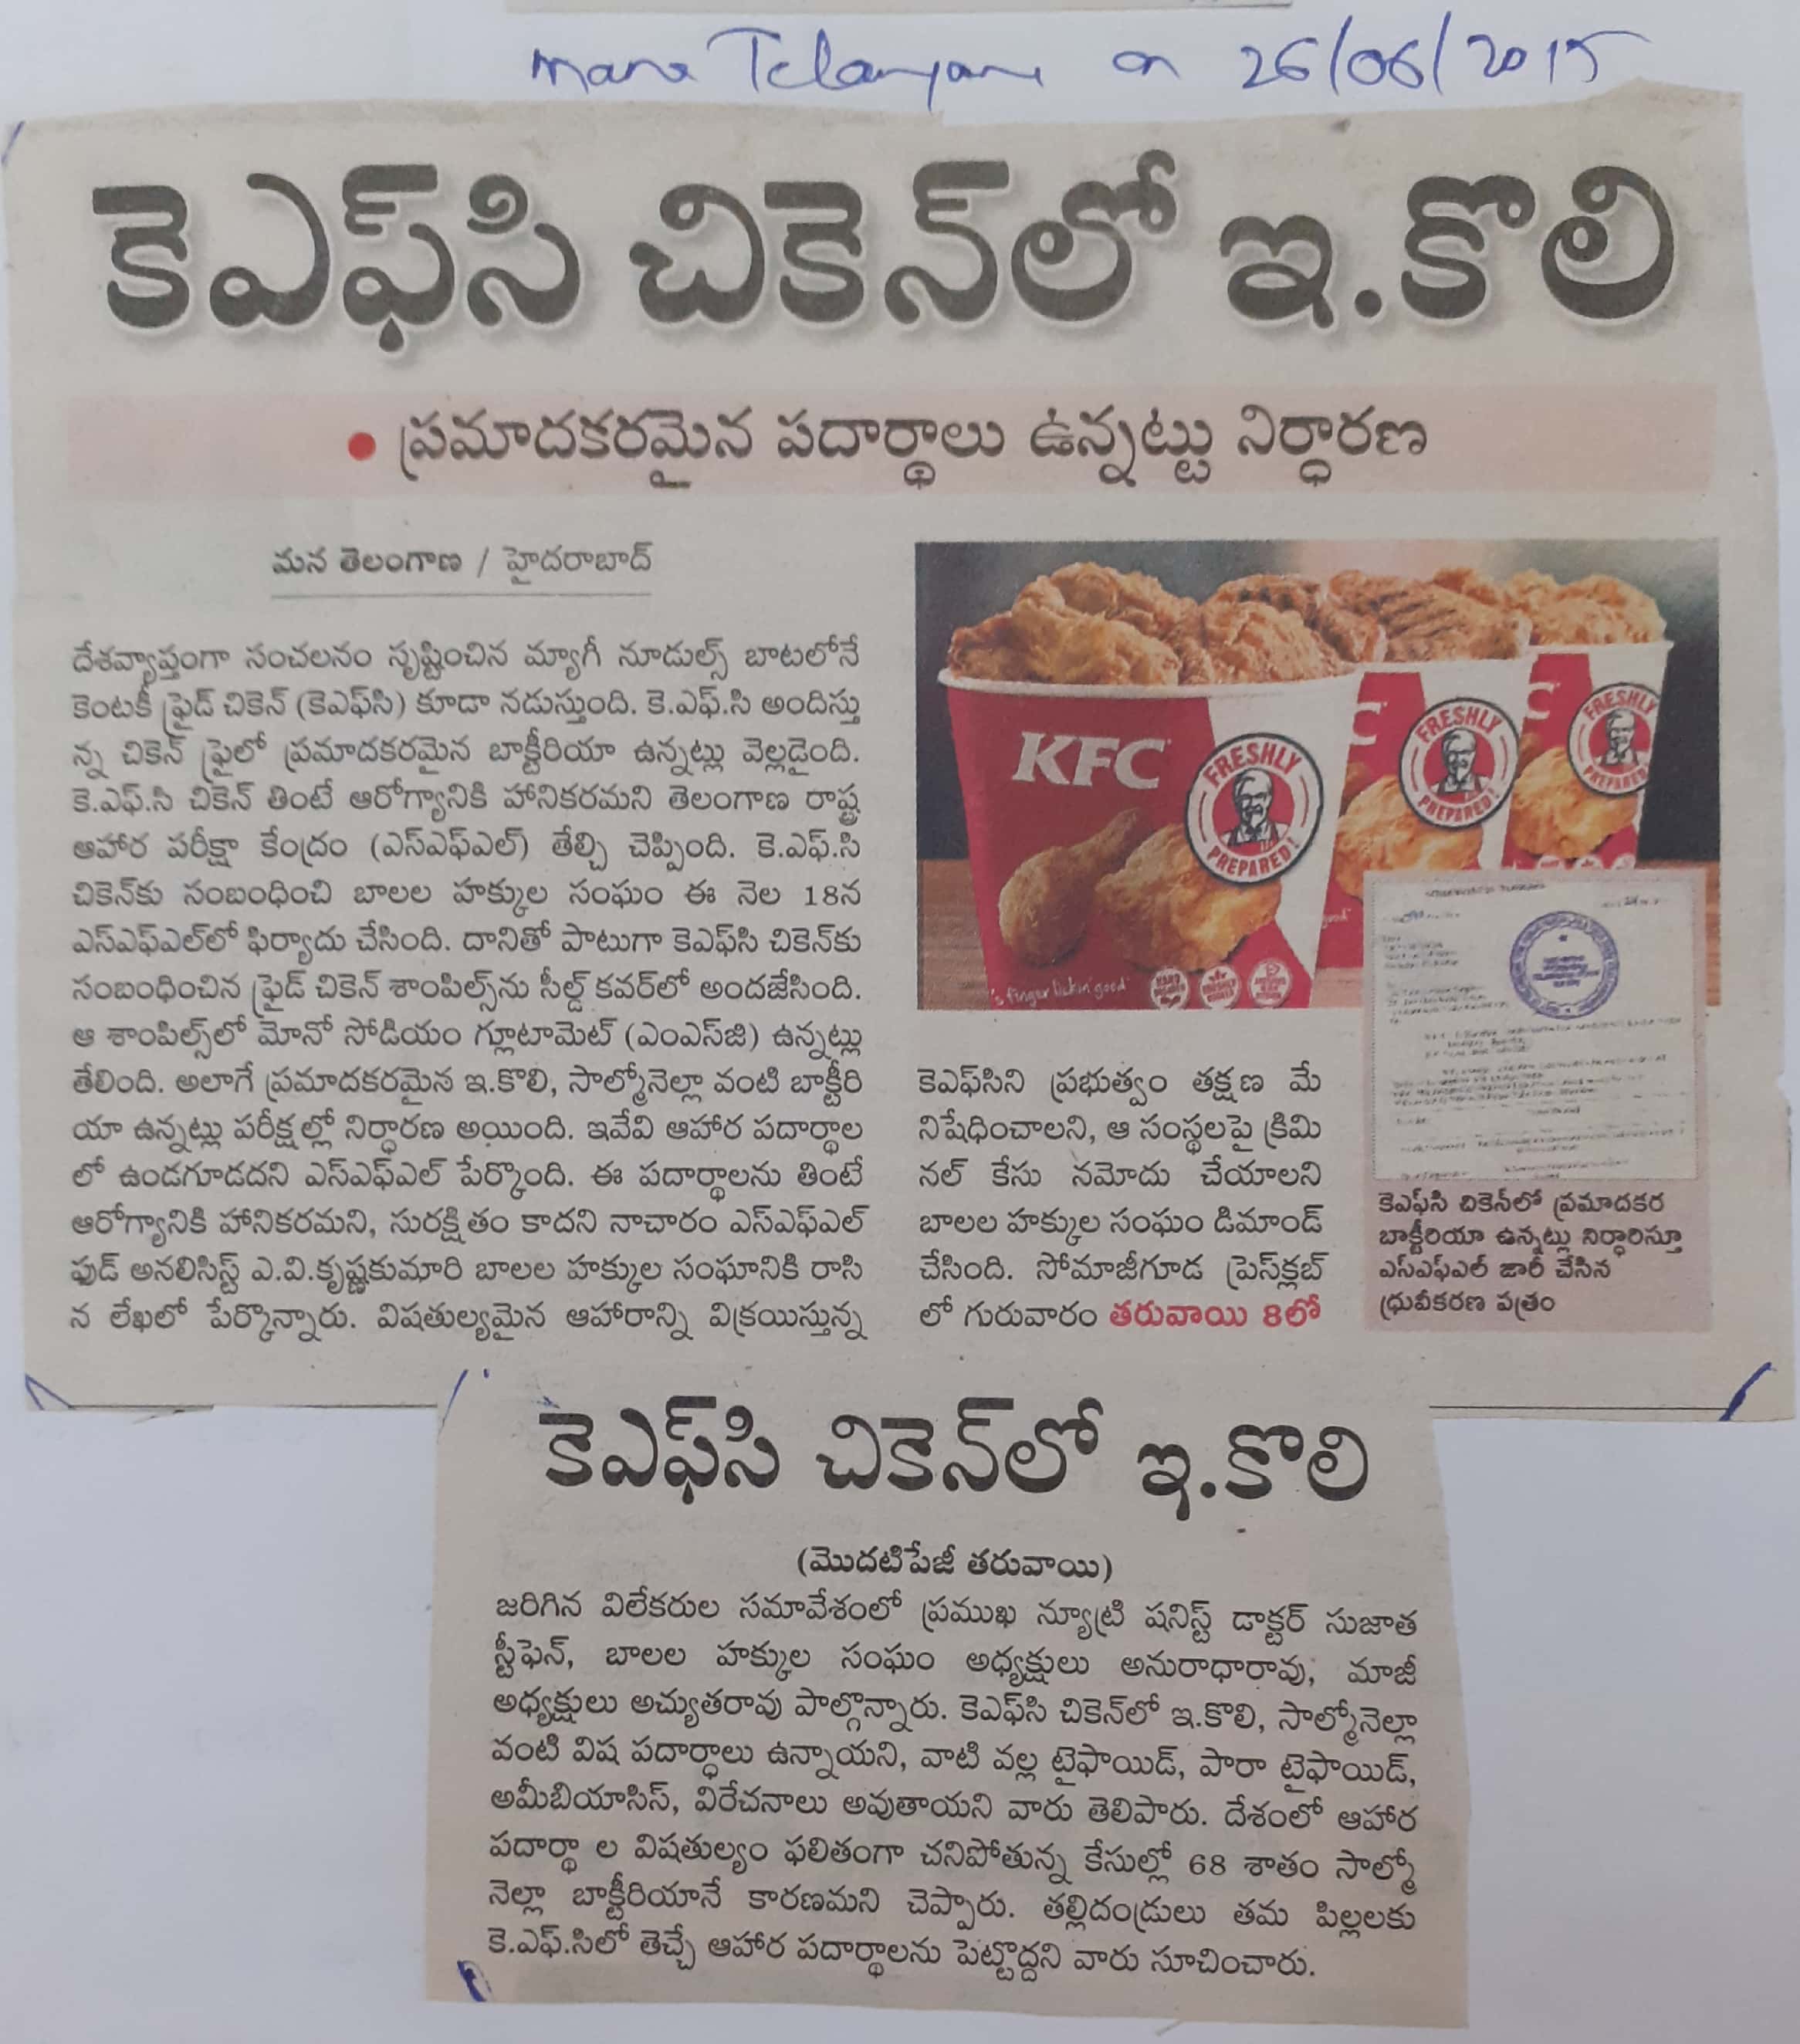 mana Telangana on 26/06/2015
కెఎఫ్‌సి చికెన్‌లో ఇ.కొలి
• ప్రమాదకరమైన పదార్థాలు ఉన్నట్టు నిర్ధారణ
మన తెలంగాణ / హైదరాబాద్
దేశవ్యాప్తంగా సంచలనం సృష్టించిన మ్యాగీ నూడుల్స్ బాటలోనే
కెంటకీ ఫ్రైడ్ చికెన్ (కెఎఫ్‌సి) కూడా నడుస్తుంది. కె.ఎఫ్.సి అందిస్తు
న్న చికెన్ ఫ్రైలో ప్రమాదకరమైన బాక్టీరియా ఉన్నట్లు వెల్లడైంది.
కె.ఎఫ్.సి చికెన్ తింటే ఆరోగ్యానికి హానికరమని తెలంగాణ రాష్ట్ర
ఆహార పరీక్షా కేంద్రం (ఎస్ఎఫ్ఎల్) తేల్చి చెప్పింది. కె.ఎఫ్.సి
చికెన్‌కు సంబంధించి బాలల హక్కుల సంఘం ఈ నెల 18న
ఎస్ఎఫ్ఎల్‌లో ఫిర్యాదు చేసింది. దానితో పాటుగా కెఎఫ్‌సి చికెన్‌కు
సంబంధించిన ఫ్రైడ్ చికెన్ శాంపిల్స్‌ను సీల్డ్ కవర్‌లో అందజేసింది.
ఆ శాంపిల్స్‌లో మోనో సోడియం గ్లూటామెట్ (ఎంఎస్‌జి) ఉన్నట్లు
తేలింది. అలాగే ప్రమాదకరమైన ఇ.కొలి, సాల్మోనెల్లా వంటి బాక్టీరి
యా ఉన్నట్లు పరీక్షల్లో నిర్ధారణ అయింది. ఇవేవి ఆహార పదార్థాల
లో ఉండగూడదని ఎస్ఎఫ్ఎల్ పేర్కొంది. ఈ పదార్థాలను తింటే
ఆరోగ్యానికి హానికరమని, సురక్షితం కాదని నాచారం ఎస్ఎఫ్ఎల్
ఫుడ్ అనలిసిస్ట్ ఎ.వి.కృష్ణకుమారి బాలల హక్కుల సంఘానికి రాసి
న లేఖలో పేర్కొన్నారు. విషతుల్యమైన ఆహారాన్ని విక్రయిస్తున్న
KFC
FRESHLY PREPARED!
's finger lickin' good
C
FRESHLY PREPARED!
good
C
FRESHLY PREPARED!
కెఎఫ్‌సిని ప్రభుత్వం తక్షణ మే
నిషేధించాలని, ఆ సంస్థలపై క్రిమి
నల్ కేసు నమోదు చేయాలని
బాలల హక్కుల సంఘం డిమాండ్
చేసింది. సోమాజీగూడ ప్రెస్‌క్లబ్
లో గురువారం తరువాయి 8లో
కెఎఫ్‌సి చికెన్‌లో ప్రమాదకర
బాక్టీరియా ఉన్నట్లు నిర్ధారిస్తూ
ఎస్ఎఫ్ఎల్ జారీ చేసిన
ధ్రువీకరణ పత్రం
కెఎఫ్‌సి చికెన్‌లో ఇ.కొలి
(మొదటిపేజీ తరువాయి)
జరిగిన విలేకరుల సమావేశంలో ప్రముఖ న్యూట్రి షనిస్ట్ డాక్టర్ సుజాత
స్టీఫెన్, బాలల హక్కుల సంఘం అధ్యక్షులు అనురాధారావు, మాజీ
అధ్యక్షులు అచ్యుతరావు పాల్గొన్నారు. కెఎఫ్‌సి చికెన్‌లో ఇ.కొలి, సాల్మోనెల్లా
వంటి విష పదార్ధాలు ఉన్నాయని, వాటి వల్ల టైఫాయిడ్, పారా టైఫాయిడ్,
అమీబియాసిస్, విరేచనాలు అవుతాయని వారు తెలిపారు. దేశంలో ఆహార
పదార్థా ల విషతుల్యం ఫలితంగా చనిపోతున్న కేసుల్లో 68 శాతం సాల్మో
నెల్లా బాక్టీరియానే కారణమని చెప్పారు. తల్లిదండ్రులు తమ పిల్లలకు
కె.ఎఫ్.సిలో తెచ్చే ఆహార పదార్థాలను పెట్టొద్దని వారు సూచించారు.